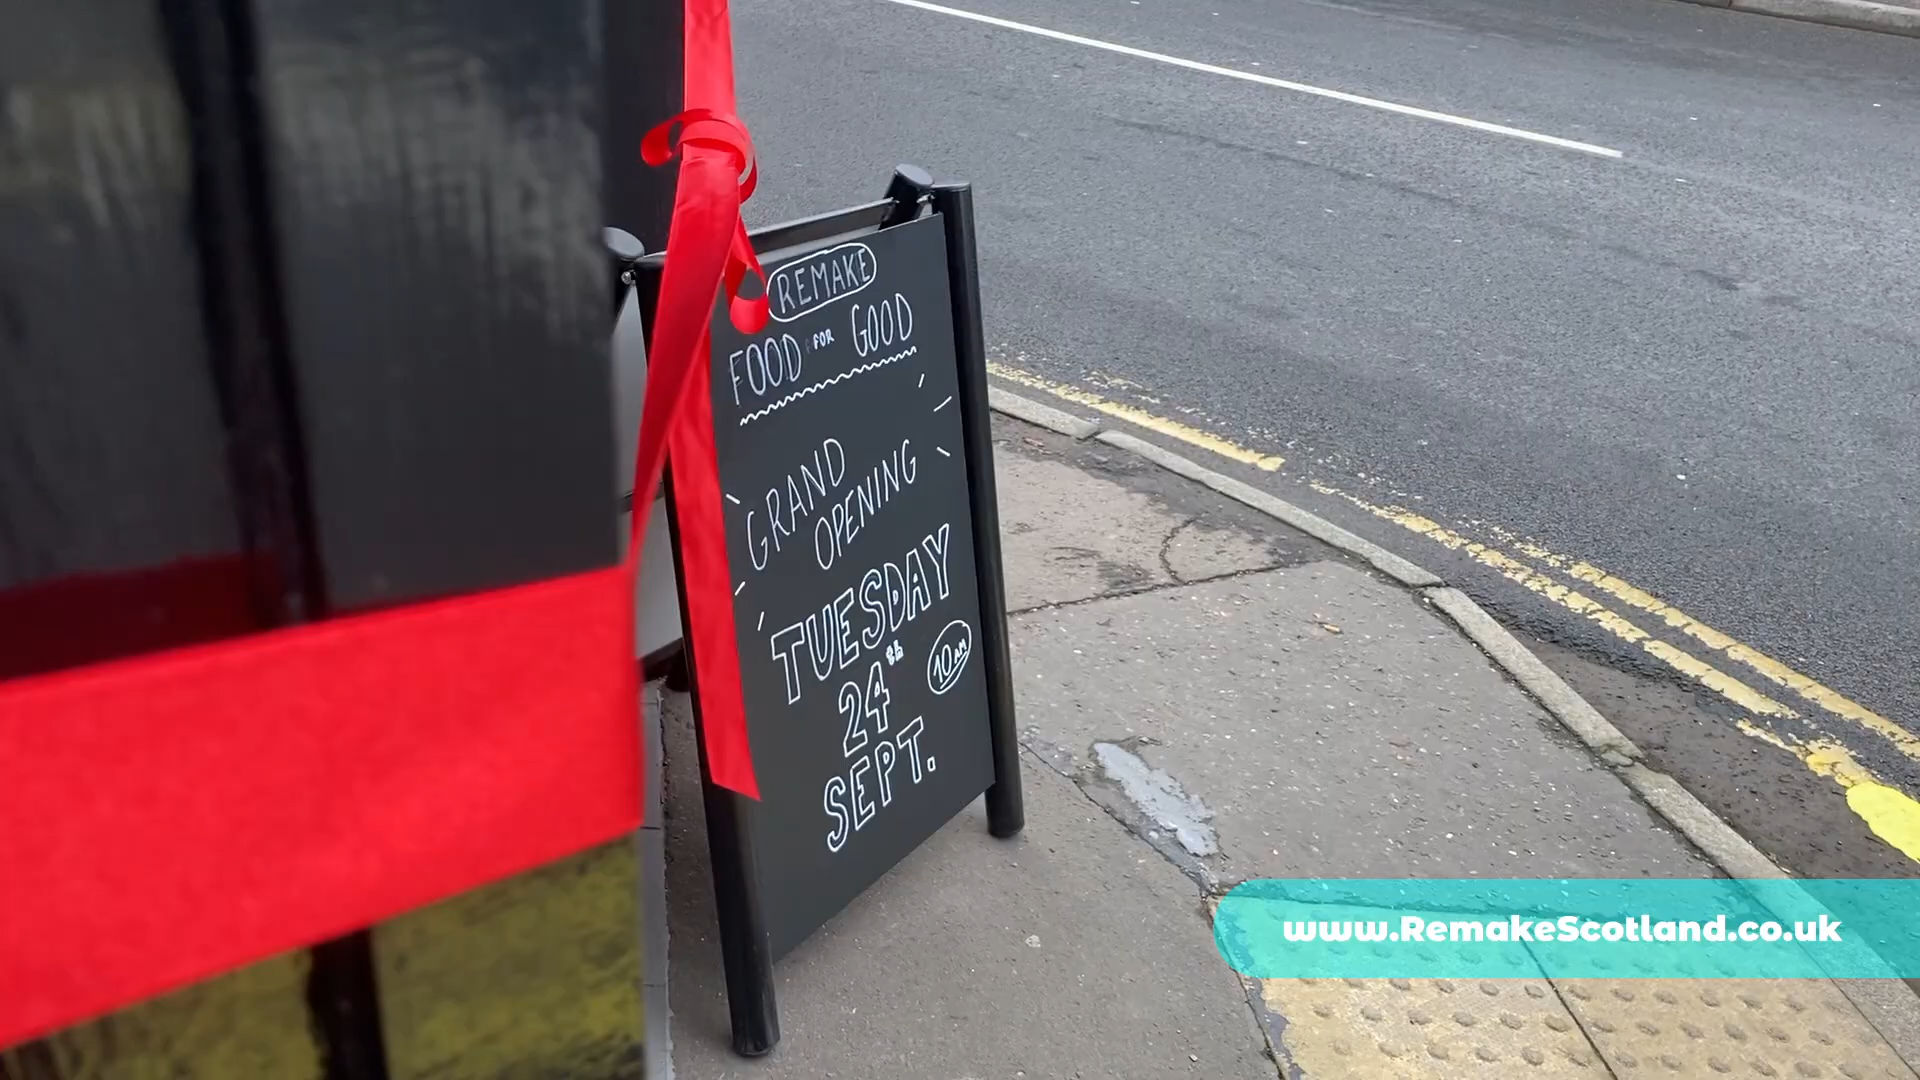 REMAKE
FOOD FOR GOOD
GRAND
OPENING
TUESDAY
24th
10AM
SEPT.
www.RemakeScotland.co.uk